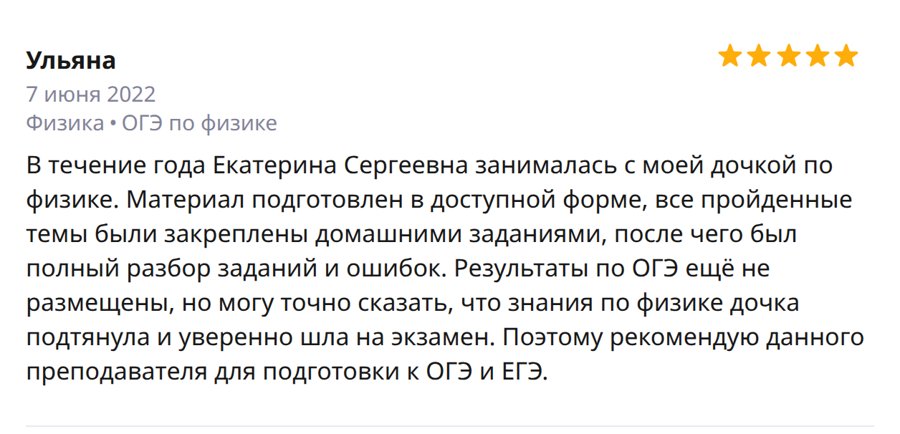 Ульяна
7 июня 2022
Физика • ОГЭ по физике
В течение года Екатерина Сергеевна занималась с моей дочкой по
физике. Материал подготовлен в доступной форме, все пройденные
темы были закреплены домашними заданиями, после чего был
полный разбор заданий и ошибок. Результаты по ОГЭ ещё не
размещены, но могу точно сказать, что знания по физике дочка
подтянула и уверенно шла на экзамен. Поэтому рекомендую данного
преподавателя для подготовки к ОГЭ и ЕГЭ.